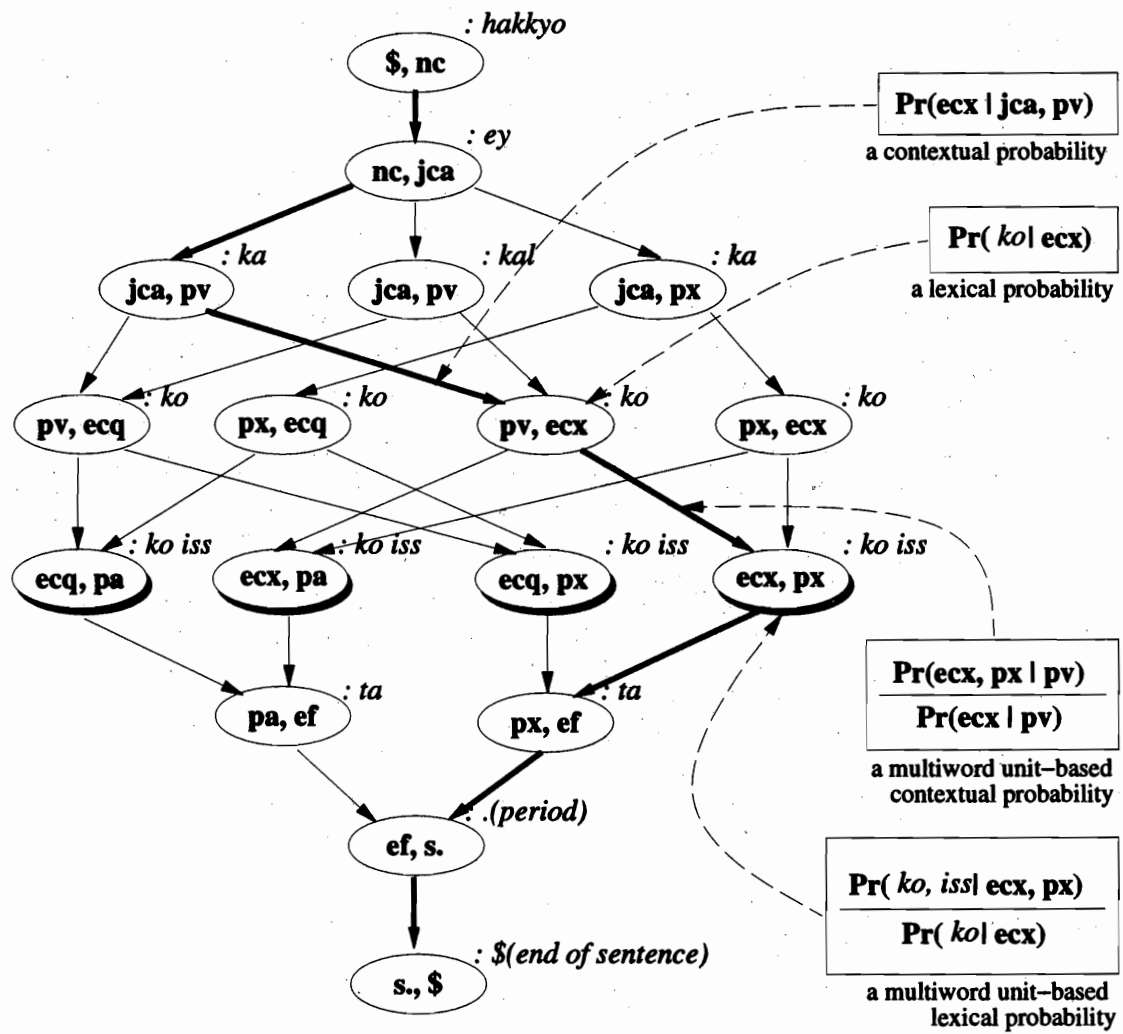 : hakkyo
$, nc
: ey
nc, jca
Pr(ecx | jca, pv)
a contextual probability
Pr( ko| ecx)
a lexical probability
: ka
jca, pv
: kal
jca, pv
: ka
jca, px
: ko
pv, ecq
: ko
px, ecq
: ko
pv, ecx
: ko
px, ecx
: ko iss
ecq, pa
: ko iss
ecx, pa
: ko iss
ecq, px
: ko iss
ecx, px
Pr(ecx, px | pv)
Pr(ecx | pv)
a multiword unit–based
contextual probability
: ta
pa, ef
: ta
px, ef
: .(period)
ef, s.
Pr( ko, iss| ecx, px)
Pr( ko| ecx)
a multiword unit–based
lexical probability
: $(end of sentence)
s., $